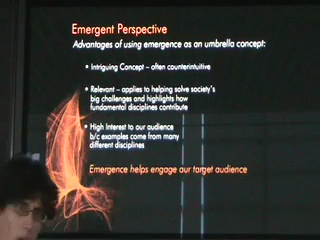 Emergent Perspective
Advantages of using emergence as an umbrella concept:
• Intriguing Concept – often counterintuitive
• Relevant – applies to helping solve society's
big challenges and highlights how
fundamental disciplines contribute
• High Interest to our audience
b/c examples come from many
different disciplines
Emergence helps engage our target audience